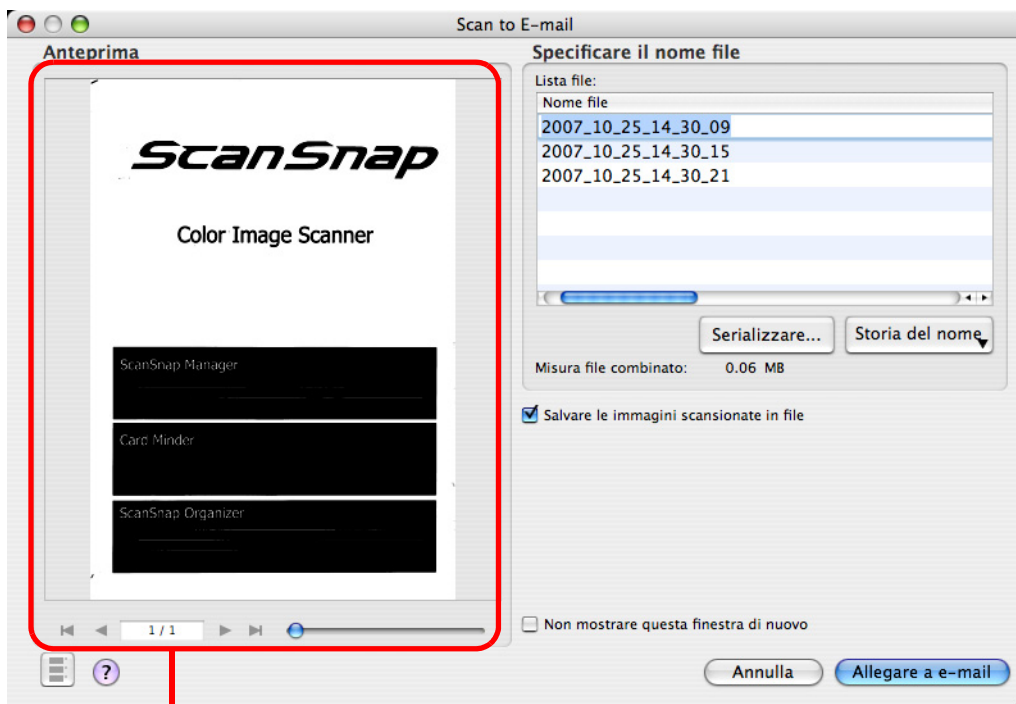 Scan to E-mail
Anteprima
ScanSnap
Color Image Scanner
ScanSnap Manager
Card Minder
ScanSnap Organizer
1 / 1
?
Specificare il nome file
Lista file:
Nome file
2007_10_25_14_30_09
2007_10_25_14_30_15
2007_10_25_14_30_21
Serializzare...
Storia del nome
Misura file combinato: 0.06 MB
Salvare le immagini scansionate in file
Non mostrare questa finestra di nuovo
Annulla
Allegare a e-mail